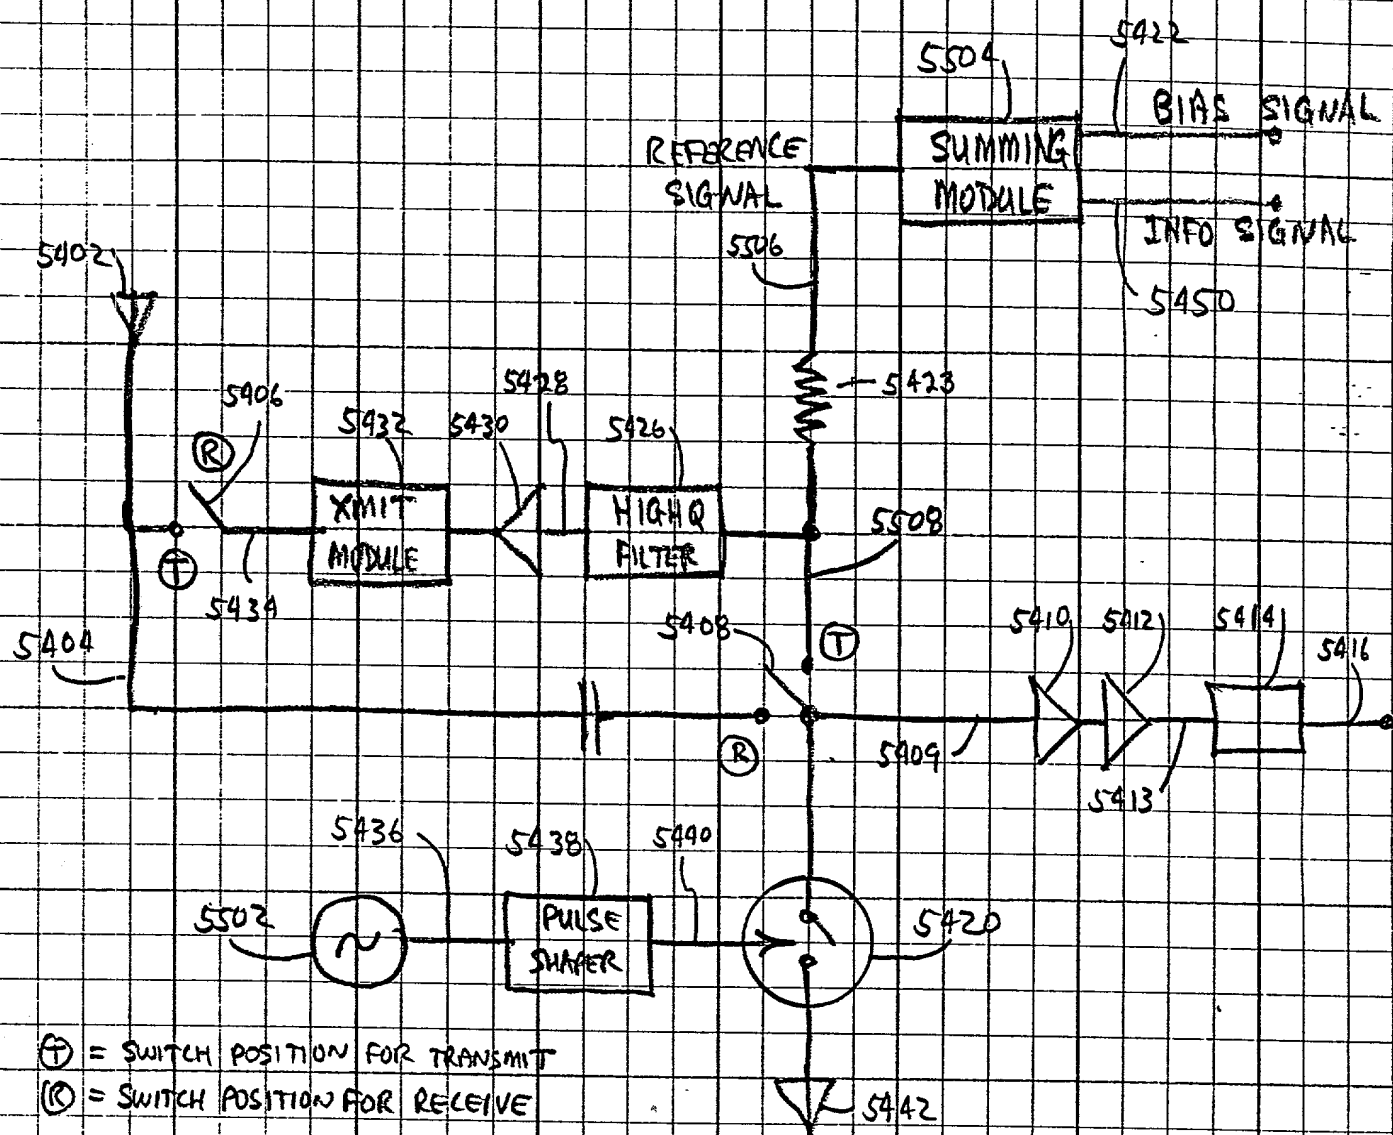 5422
5504
BIAS SIGNAL
REFERENCE
SIGNAL
SUMMING
MODULE
INFO SIGNAL
5506
5450
5402
5423
5406
5428
5432
5430
5426
R
XMIT
MODULE
HIGH Q
FILTER
5508
T
5434
5408
T
5410
5412
5414
5416
5404
R
5409
5413
5436
5438
5440
5502
PULSE
SHAPER
5420
T = SWITCH POSITION FOR TRANSMIT
R = SWITCH POSITION FOR RECEIVE
5442